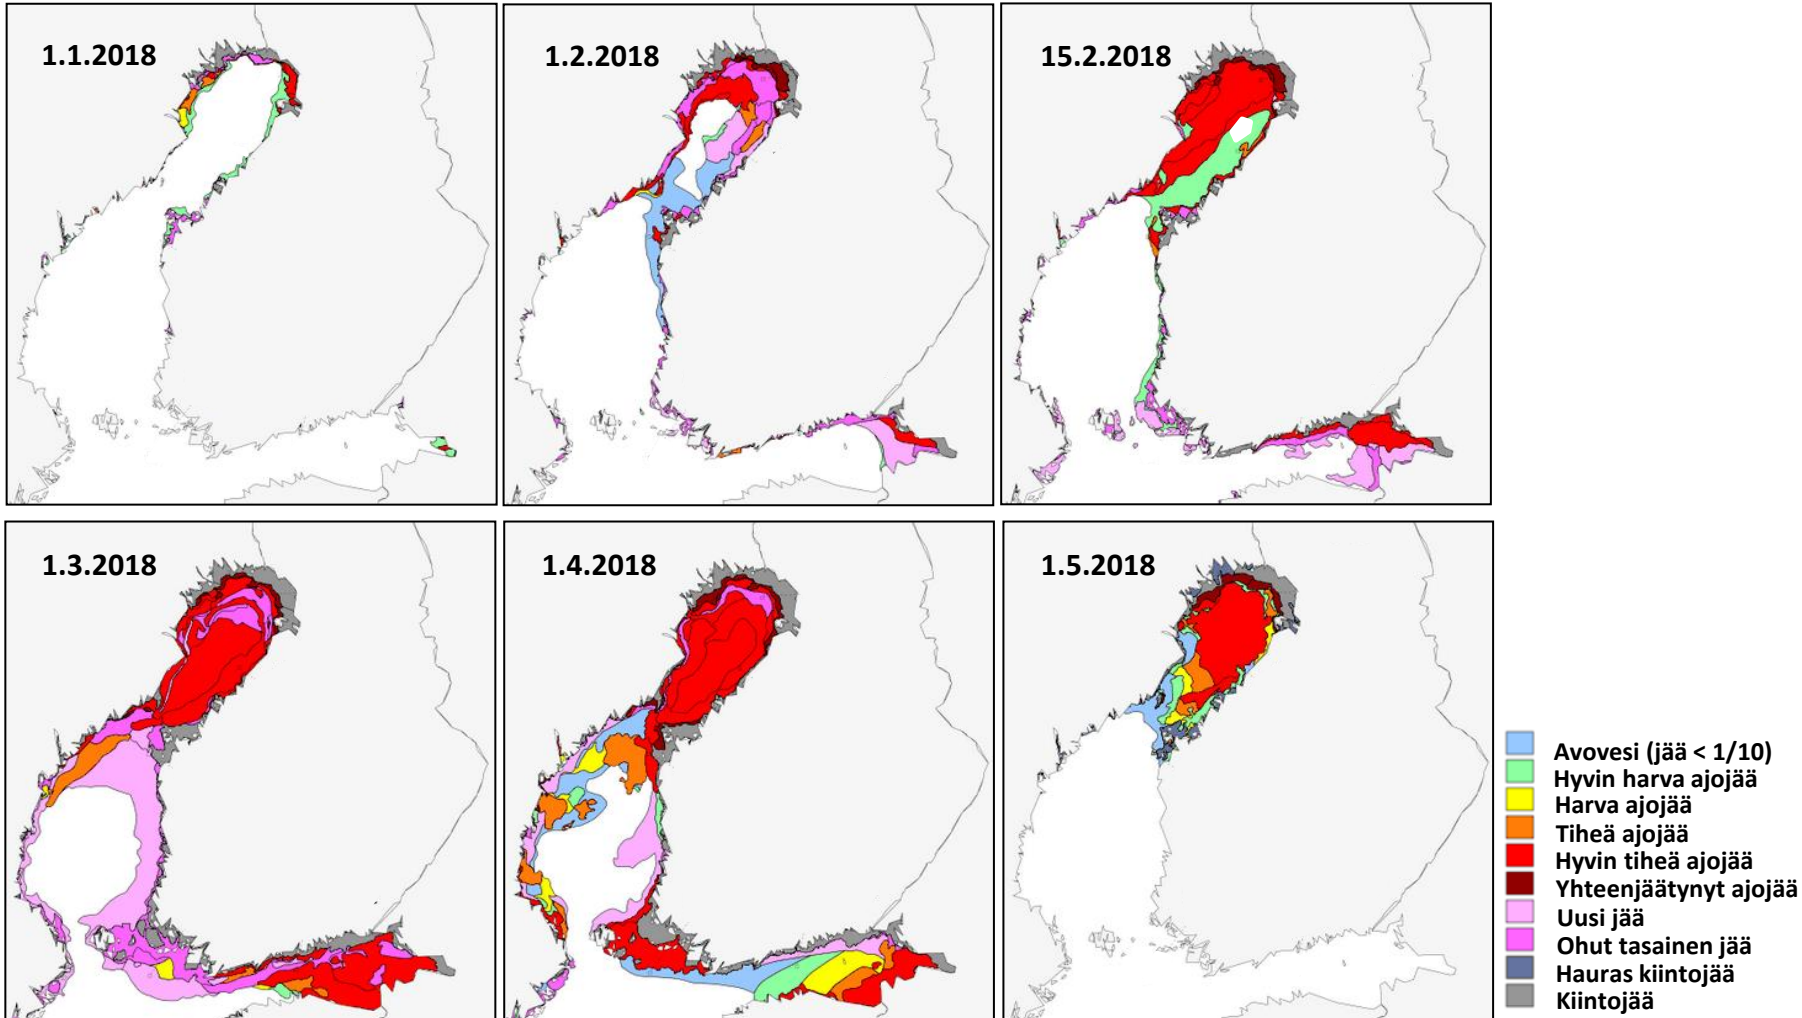 1.1.2018
1.2.2018
15.2.2018
1.3.2018
1.4.2018
1.5.2018
Avovesi (jää < 1/10)
Hyvin harva ajojää
Harva ajojää
Tiheä ajojää
Hyvin tiheä ajojää
Yhteenjäätynyt ajojää
Uusi jää
Ohut tasainen jää
Hauras kiintojää
Kiintojää